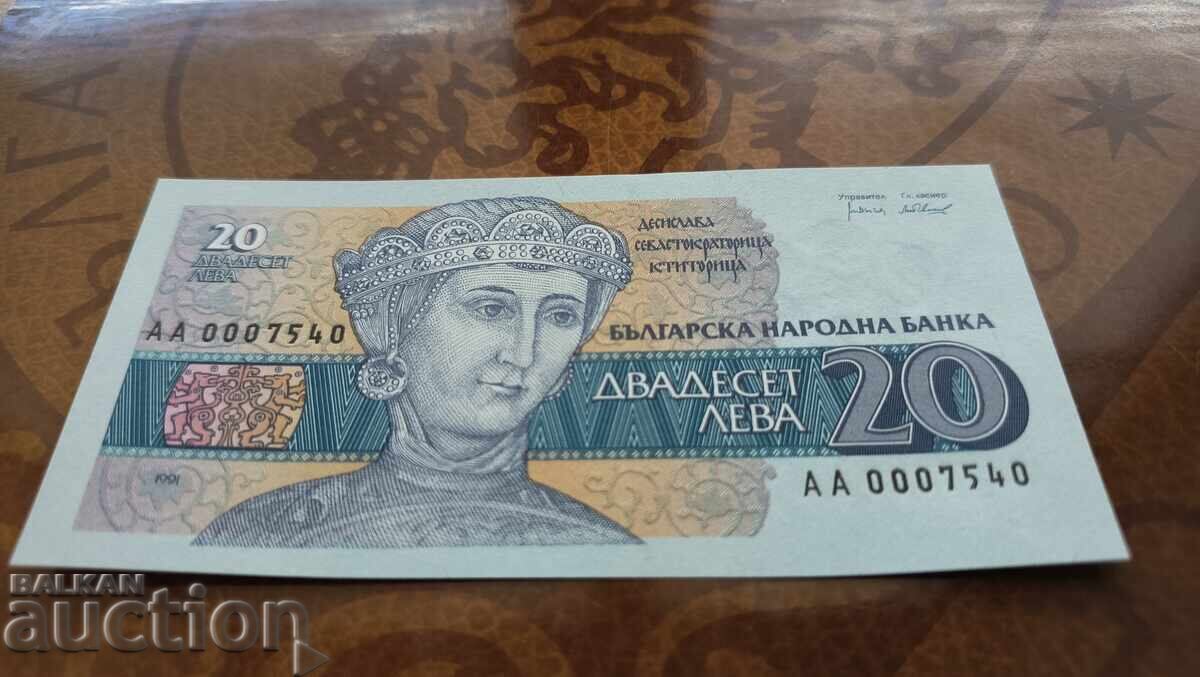 20
ДВАДЕСЕТ
ЛЕВА
АА 0007540
1991
ДЕСИСЛАВА
СЕВАСТОКРАТОРИЦА
КТИТОРИЦА
Управител Гл. касиер
БЪЛГАРСКА НАРОДНА БАНКА
ДВАДЕСЕТ
ЛЕВА
20
АА 0007540
BALKAN
auction